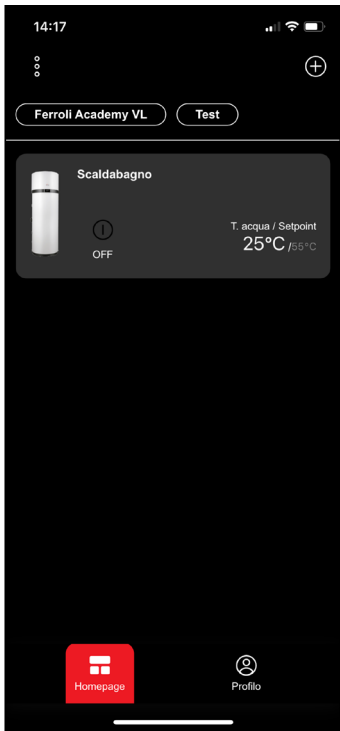 14:17
Ferroli Academy VL
Test
Scaldabagno
T. acqua / Setpoint
25°C /55°C
OFF
Homepage
Profilo